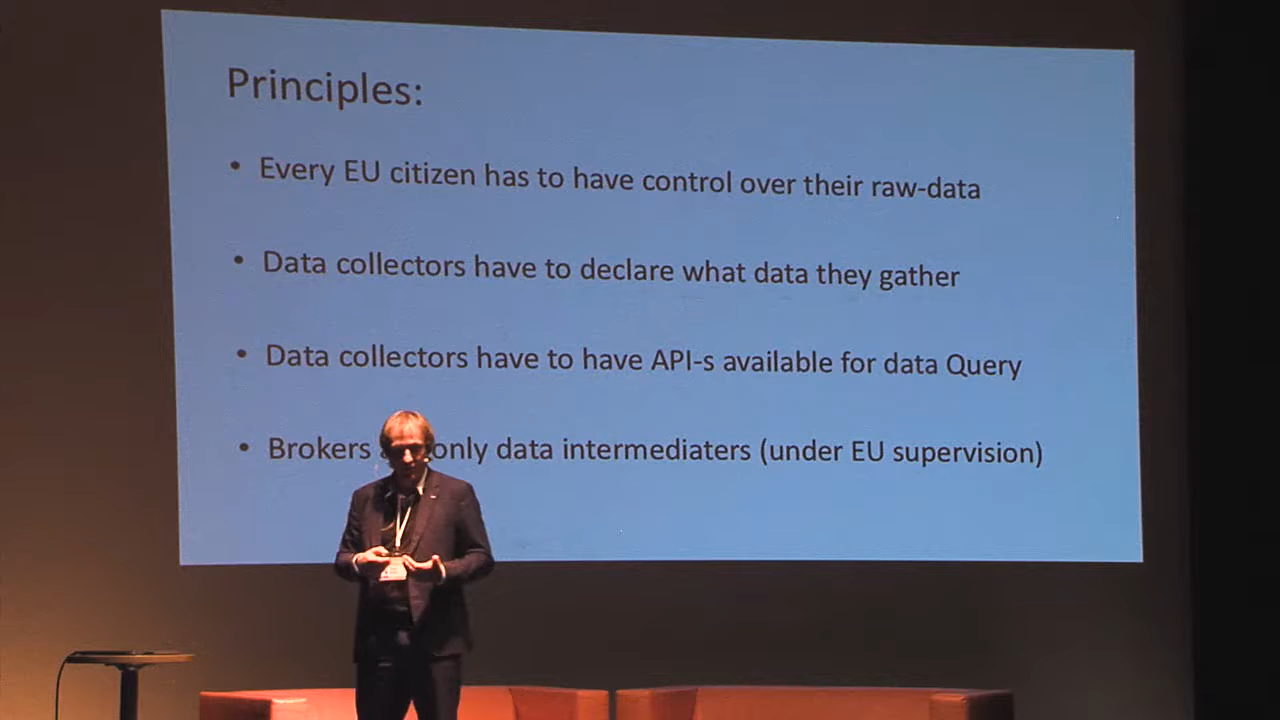 Principles:
• Every EU citizen has to have control over their raw-data
• Data collectors have to declare what data they gather
• Data collectors have to have API-s available for data Query
• Brokers only data intermediaters (under EU supervision)